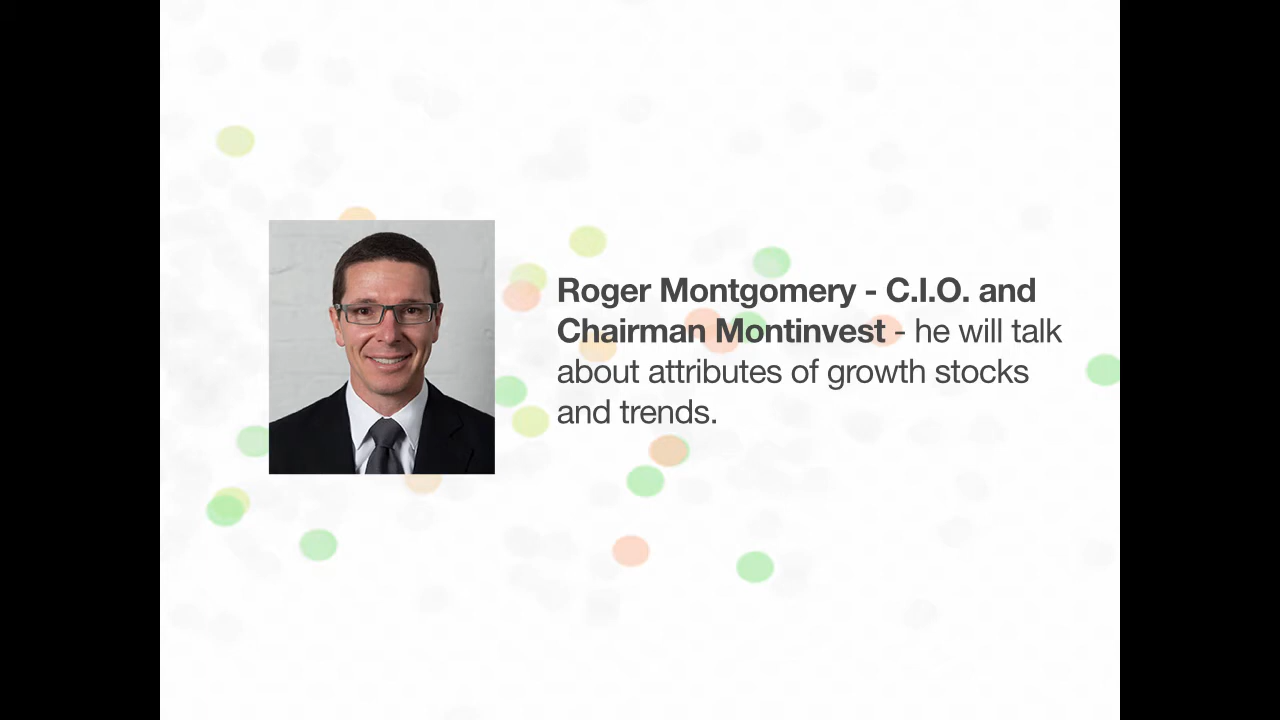 Roger Montgomery - C.I.O. and
Chairman Montinvest - he will talk
about attributes of growth stocks
and trends.